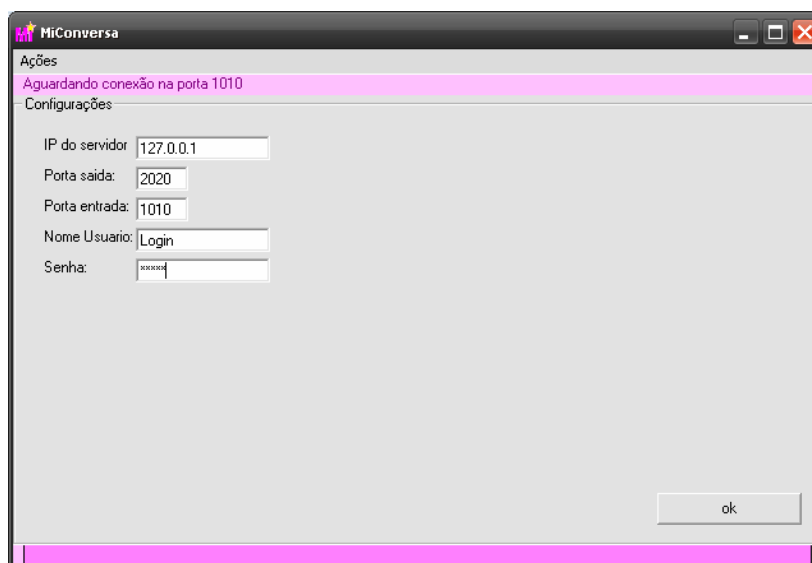 MiConversa
Ações
Aguardando conexão na porta 1010
Configurações
IP do servidor 127.0.0.1
Porta saida: 2020
Porta entrada: 1010
Nome Usuario: Login
Senha: *****
ok